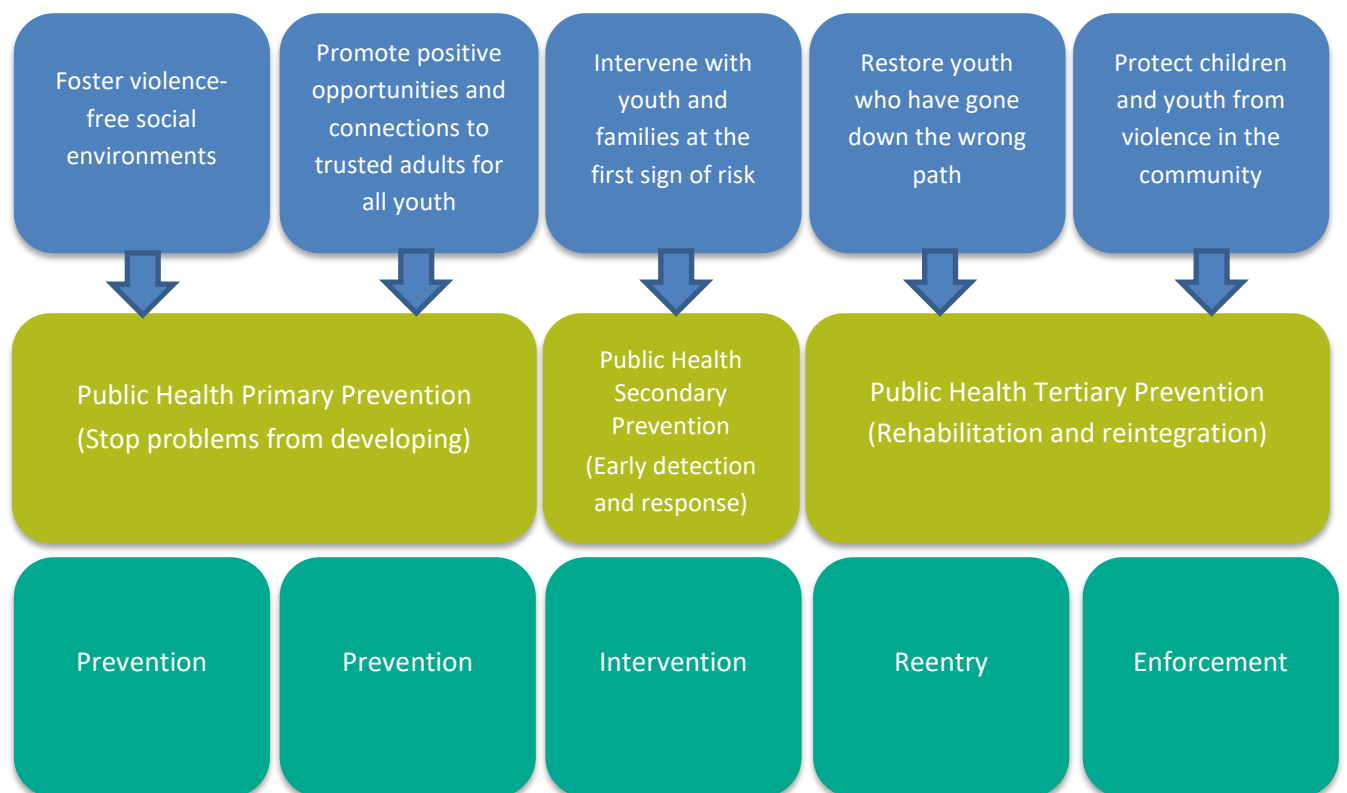 Foster violence-
free social
environments
Promote positive
opportunities and
connections to
trusted adults for
all youth
Intervene with
youth and
families at the
first sign of risk
Restore youth
who have gone
down the wrong
path
Protect children
and youth from
violence in the
community
Public Health Primary Prevention
(Stop problems from developing)
Public Health
Secondary
Prevention
(Early detection
and response)
Public Health Tertiary Prevention
(Rehabilitation and reintegration)
Prevention
Prevention
Intervention
Reentry
Enforcement